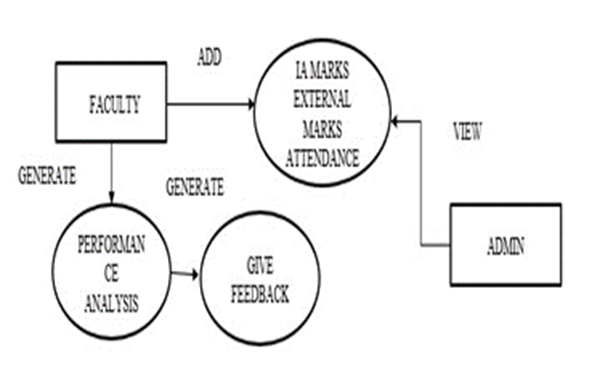 ADD
IA MARKS
EXTERNAL
MARKS
ATTENDANCE
FACULTY
VIEW
GENERATE
GENERATE
PERFORMAN
CE
ANALYSIS
GIVE
FEEDBACK
ADMIN